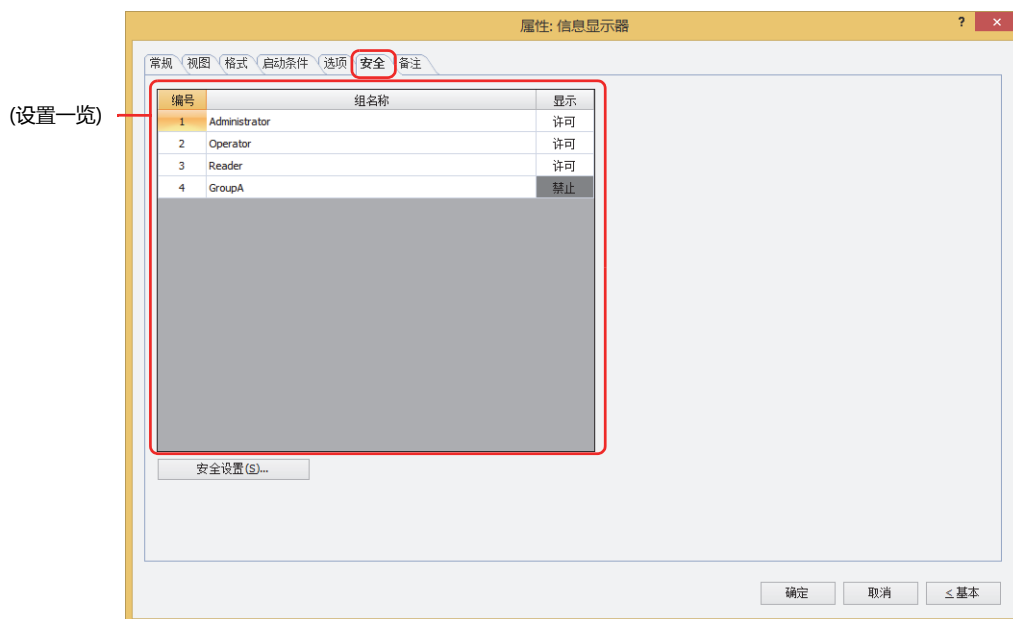 属性: 信息显示器
? ×
常规 视图 格式 启动条件 选项 安全 备注
(设置一览)
编号 组名称 显示
1 Administrator 许可
2 Operator 许可
3 Reader 许可
4 GroupA 禁止
安全设置(S)...
确定 取消 ≤基本